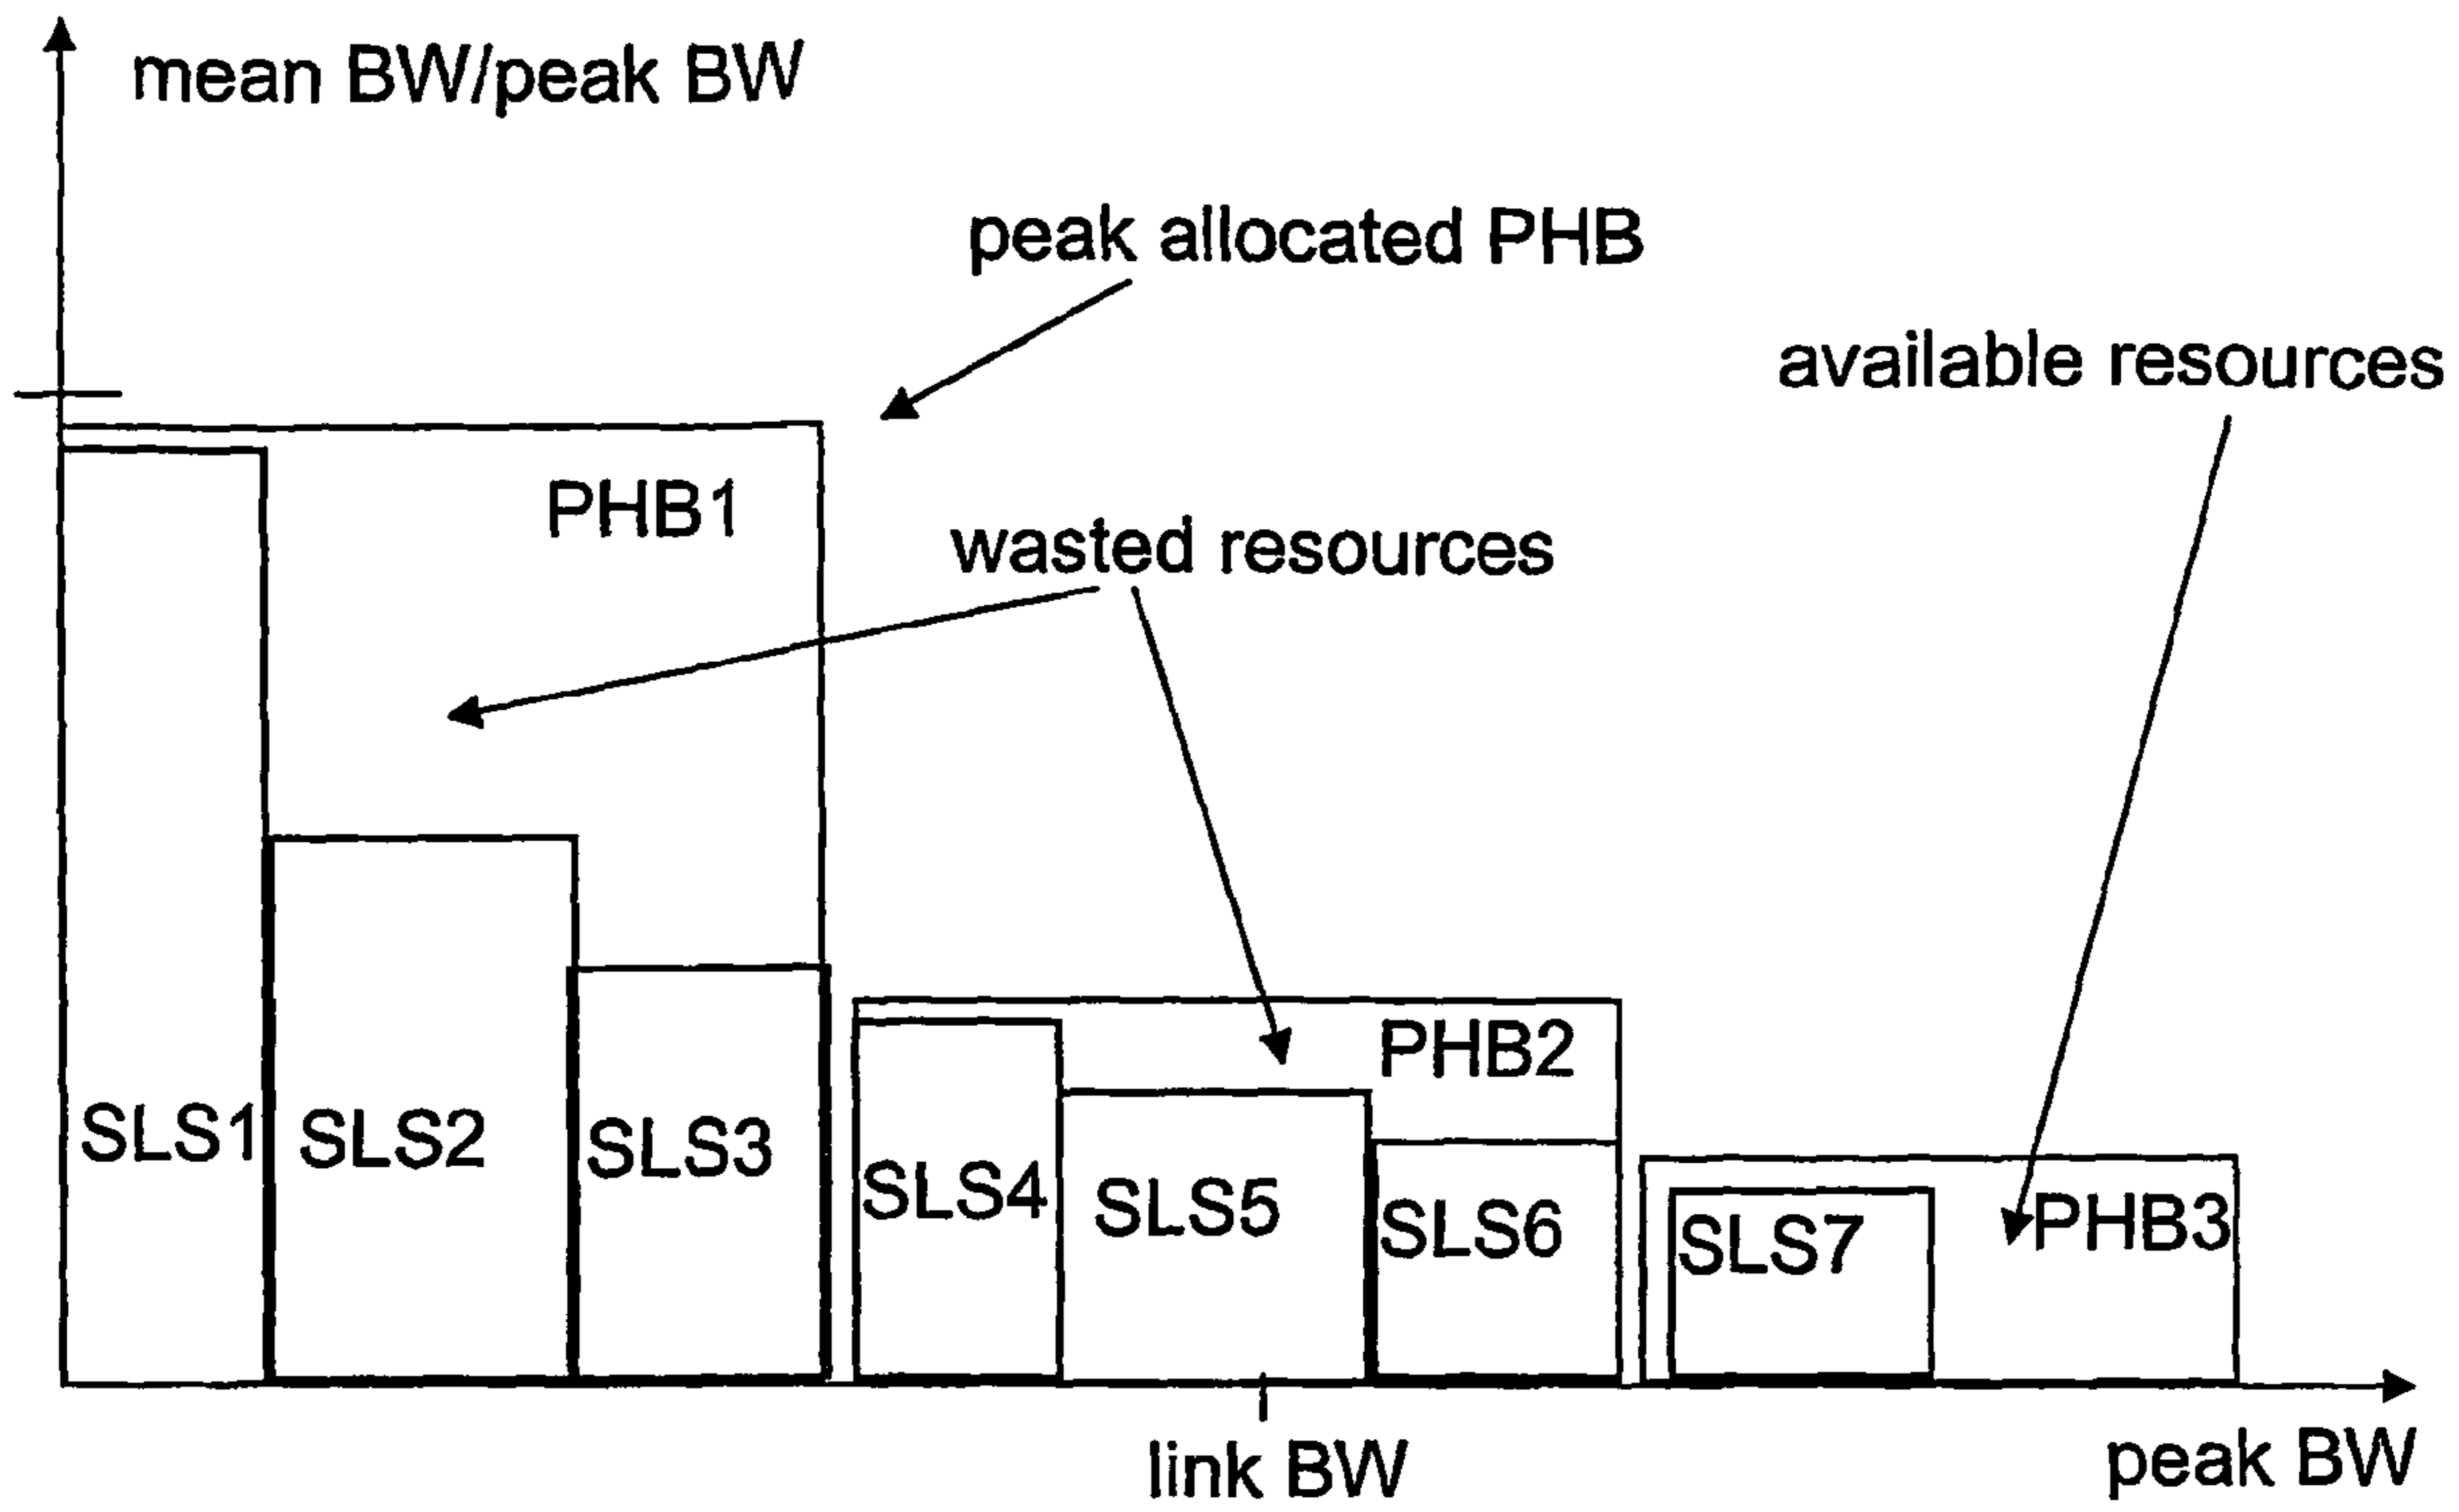 mean BW/peak BW
peak allocated PHB
available resources
PHB1
wasted resources
PHB2
SLS1
SLS2
SLS3
SLS4
SLS5
SLS6
SLS7
PHB3
link BW
peak BW